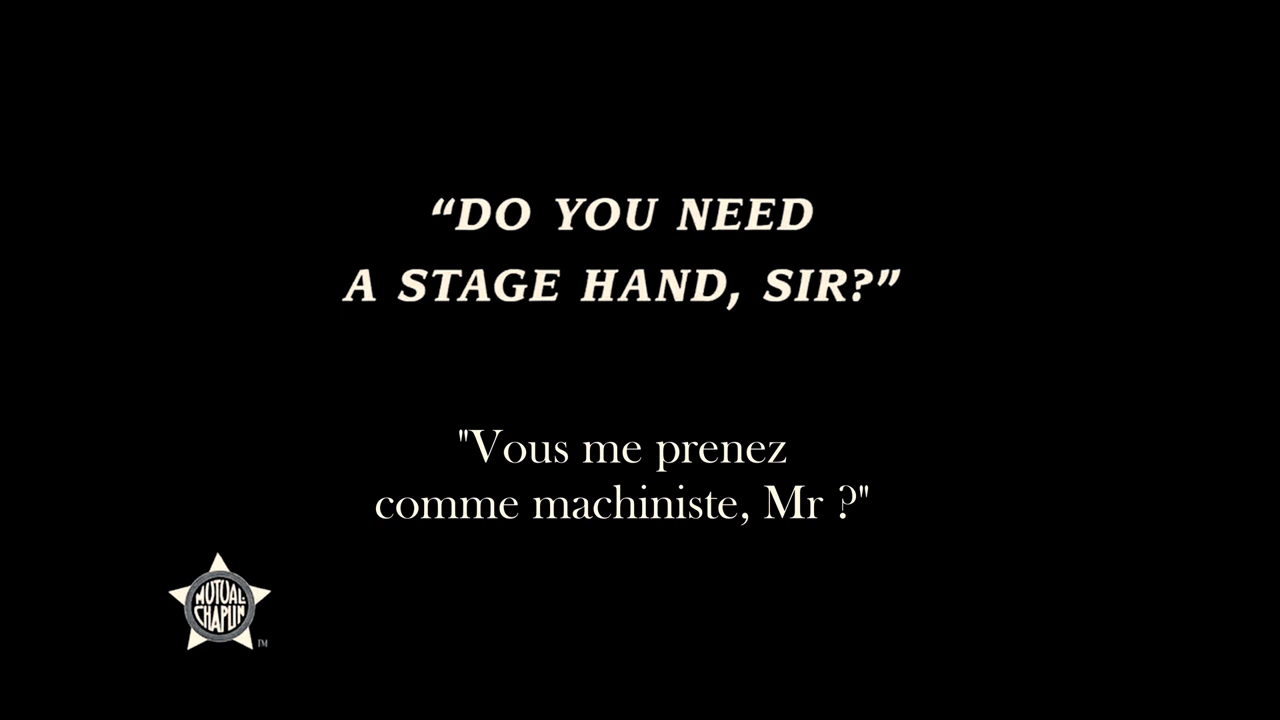 “DO YOU NEED
A STAGE HAND, SIR?”
"Vous me prenez
comme machiniste, Mr ?"
MUTUAL-
CHAPLIN
TM